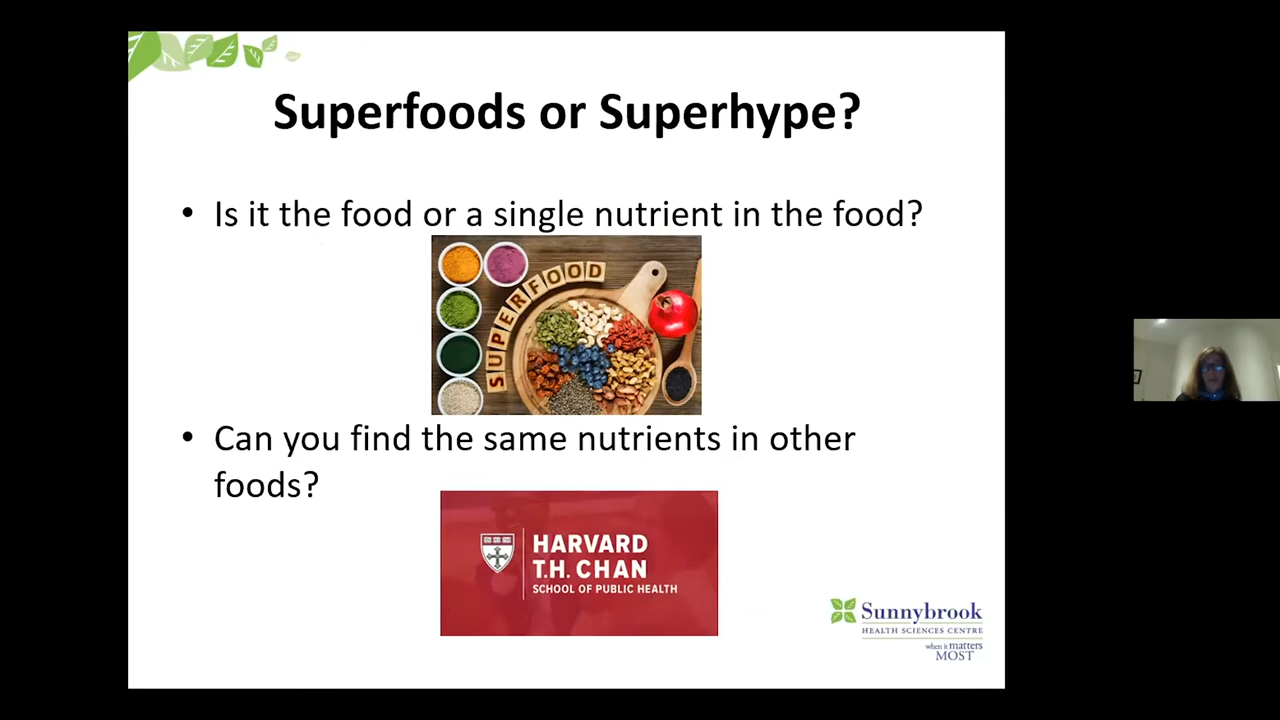 Superfoods or Superhype?
• Is it the food or a single nutrient in the food?
SUPERFOOD
• Can you find the same nutrients in other
foods?
HARVARD
T.H. CHAN
SCHOOL OF PUBLIC HEALTH
Sunnybrook
HEALTH SCIENCES CENTRE
when it matters
MOST